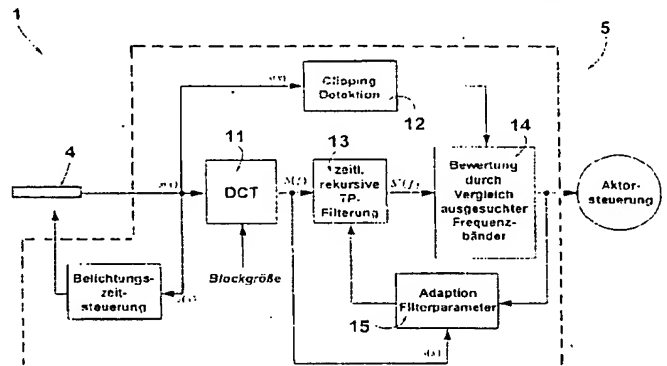 1
5
Clipping
Detektion
12
4
11
DCT
S(f)
13
zeitl.
rekursive
TP-
Filterung
S'(f)
14
Bewertung
durch
Vergleich
ausgesuchter
Frequenz-
bänder
Aktor-
steuerung
Belichtungs-
zeit-
steuerung
Blockgröße
Adaption
Filterparameter
15